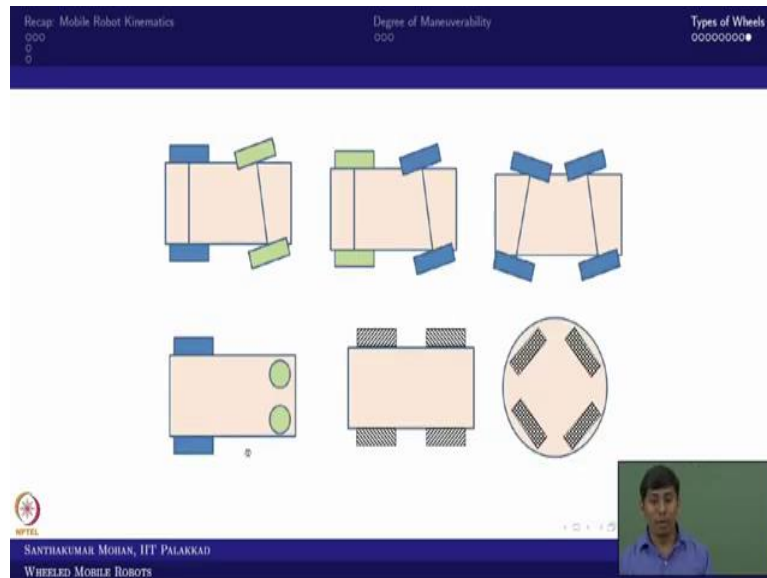 Recap: Mobile Robot Kinematics
Degree of Maneuverability
Types of Wheels
NPTEL
SANTHAKUMAR MOHAN, IIT PALAKKAD
WHEELED MOBILE ROBOTS